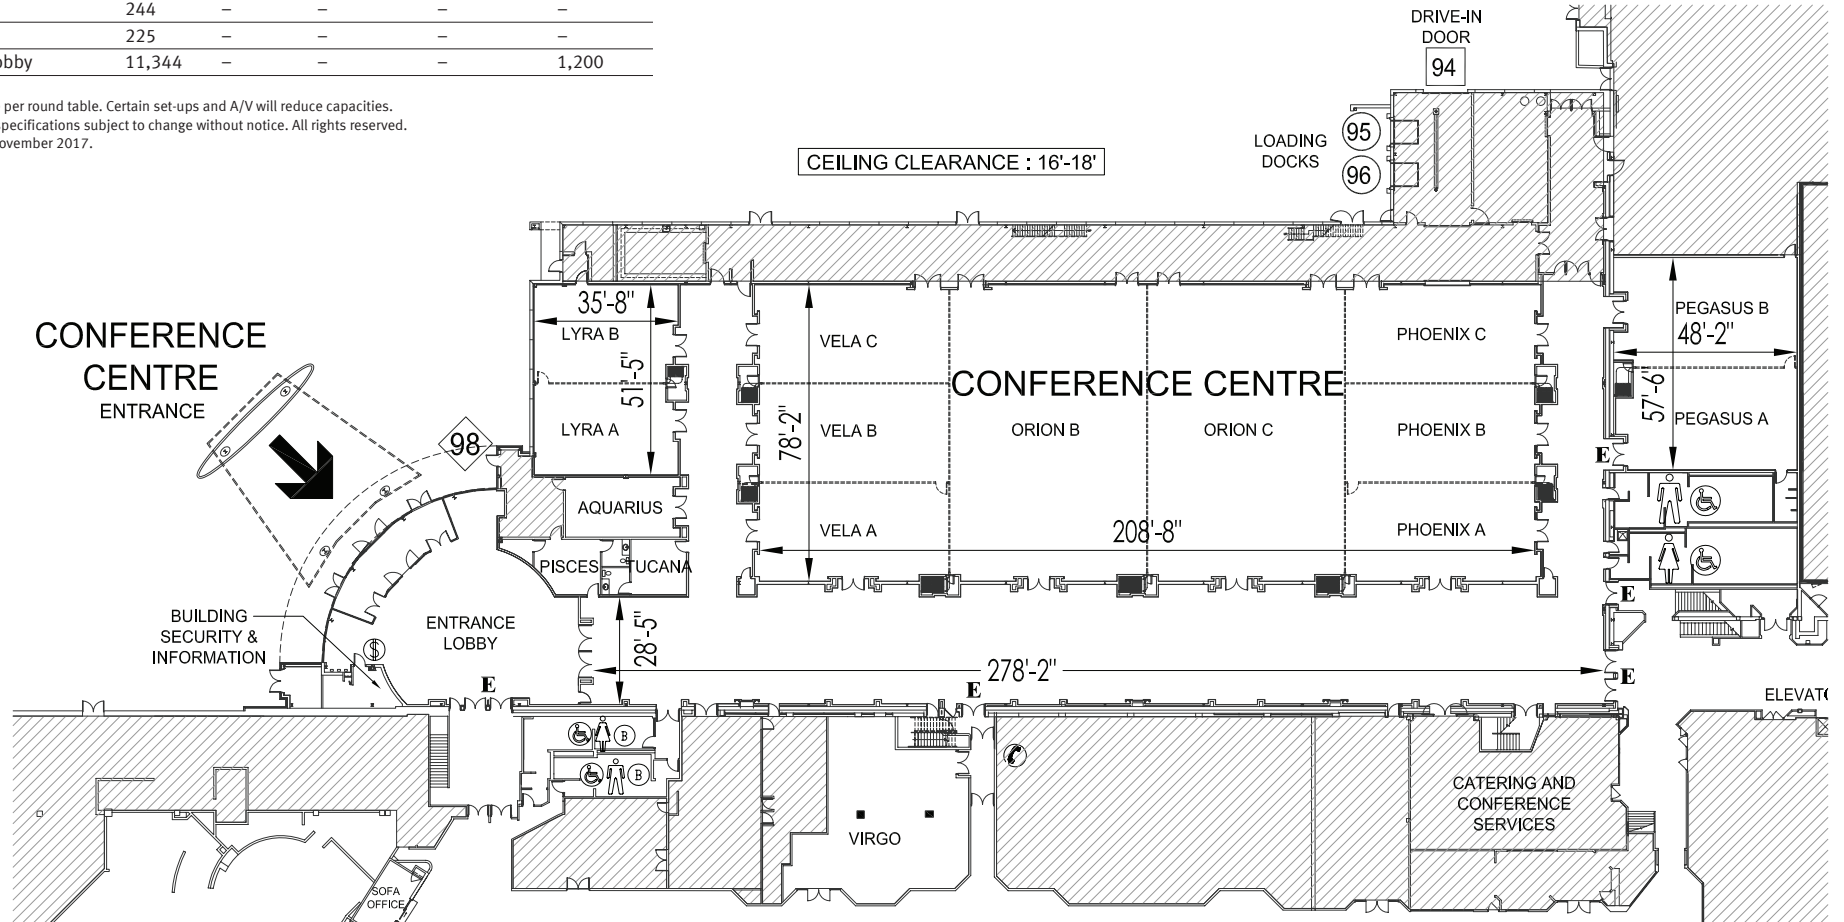 244 – – – –
225 – – – –
obby 11,344 – – – 1,200
per round table. Certain set-ups and A/V will reduce capacities.
specifications subject to change without notice. All rights reserved.
ovember 2017.
CEILING CLEARANCE : 16'-18'
DRIVE-IN
DOOR
94
LOADING
DOCKS
95
96
CONFERENCE
CENTRE
ENTRANCE
98
35'-8"
LYRA B
51'-5"
LYRA A
AQUARIUS
PISCES
TUCANA
VELA C
78'-2"
VELA B
VELA A
CONFERENCE CENTRE
ORION B
ORION C
208'-8"
PHOENIX C
PHOENIX B
PHOENIX A
PEGASUS B
48'-2"
57'-6"
PEGASUS A
E
E
E
BUILDING
SECURITY &
INFORMATION
$
ENTRANCE
LOBBY
28'-5"
278'-2"
E
E
ELEVATO
B
B
VIRGO
CATERING AND
CONFERENCE
SERVICES
SOFA
OFFICE